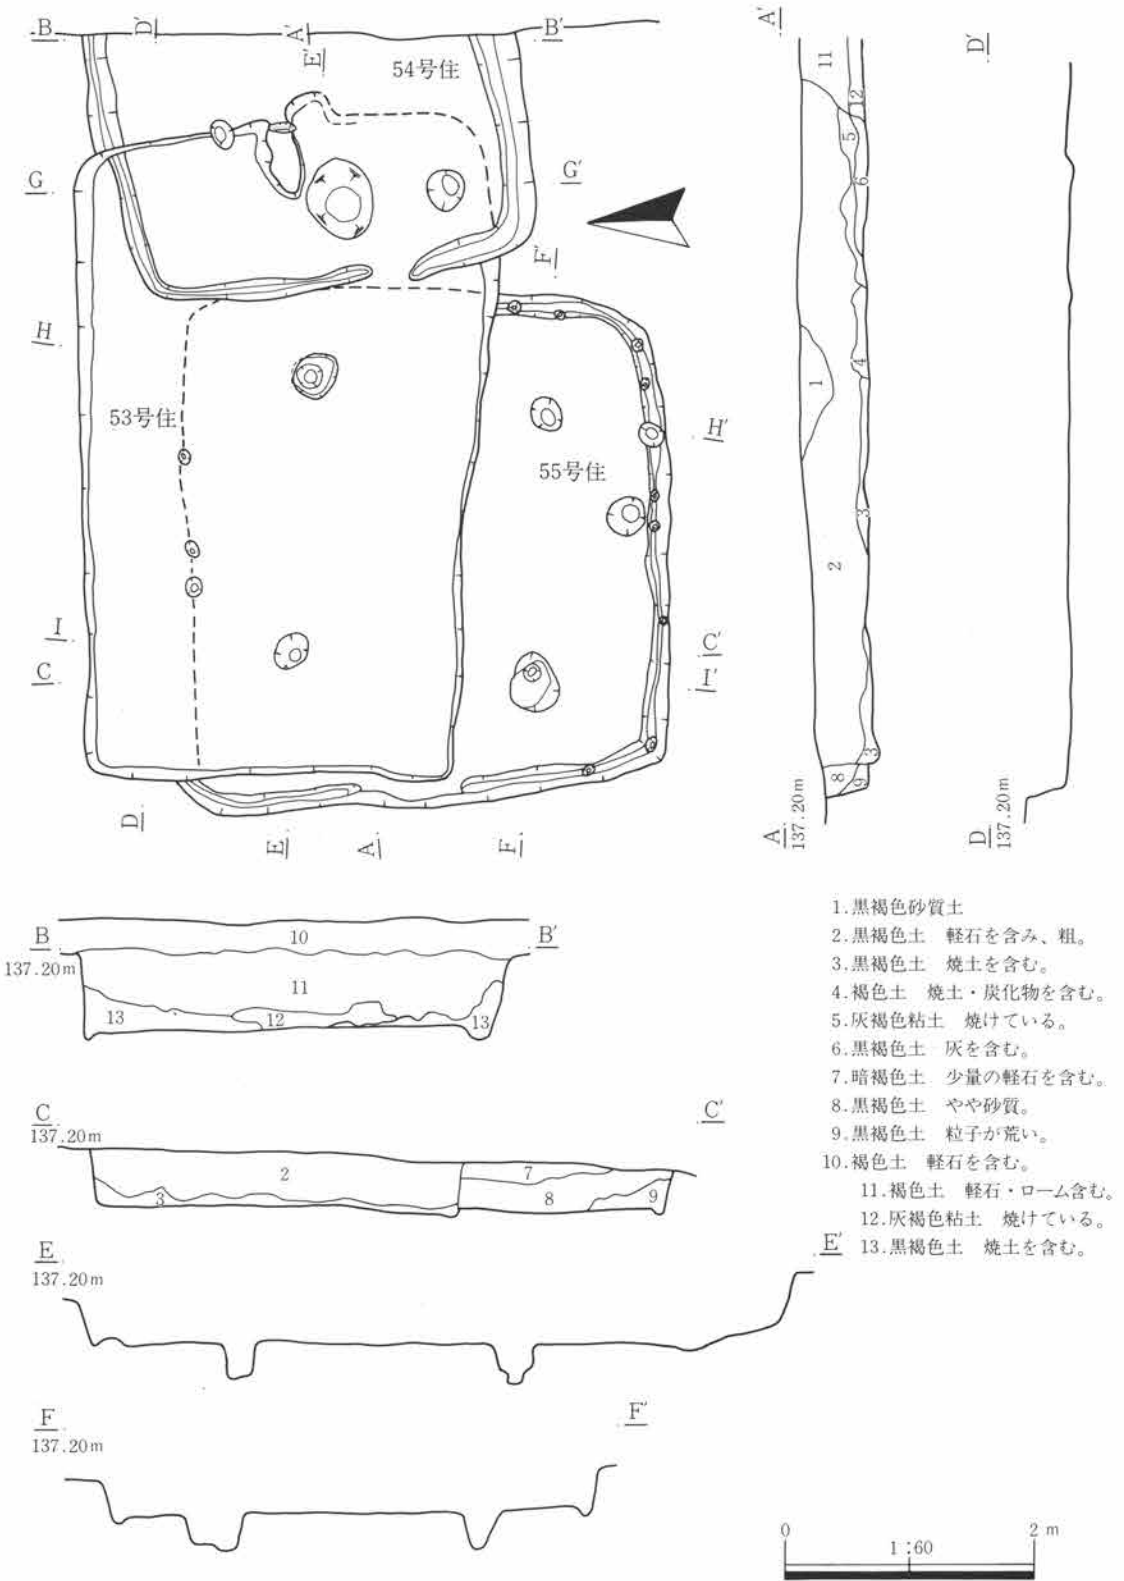 B D' A' E' B'
54号住
G G'
F'
H
53号住
H'
55号住
I C'
C I'
D E A F
A' D'
11
12
5
6
4
1
3
2
3
8 9
A 137.20m
D 137.20m
B B'
137.20m
10
11
13 12 13
C C'
137.20m
2 7
3 8 9
E E'
137.20m
F F'
137.20m
1.黒褐色砂質土
2.黒褐色土 軽石を含み、粗。
3.黒褐色土 焼土を含む。
4.褐色土 焼土・炭化物を含む。
5.灰褐色粘土 焼けている。
6.黒褐色土 灰を含む。
7.暗褐色土 少量の軽石を含む。
8.黒褐色土 やや砂質。
9.黒褐色土 粒子が荒い。
10.褐色土 軽石を含む。
11.褐色土 軽石・ローム含む。
12.灰褐色粘土 焼けている。
13.黒褐色土 焼土を含む。
0 2 m
1:60